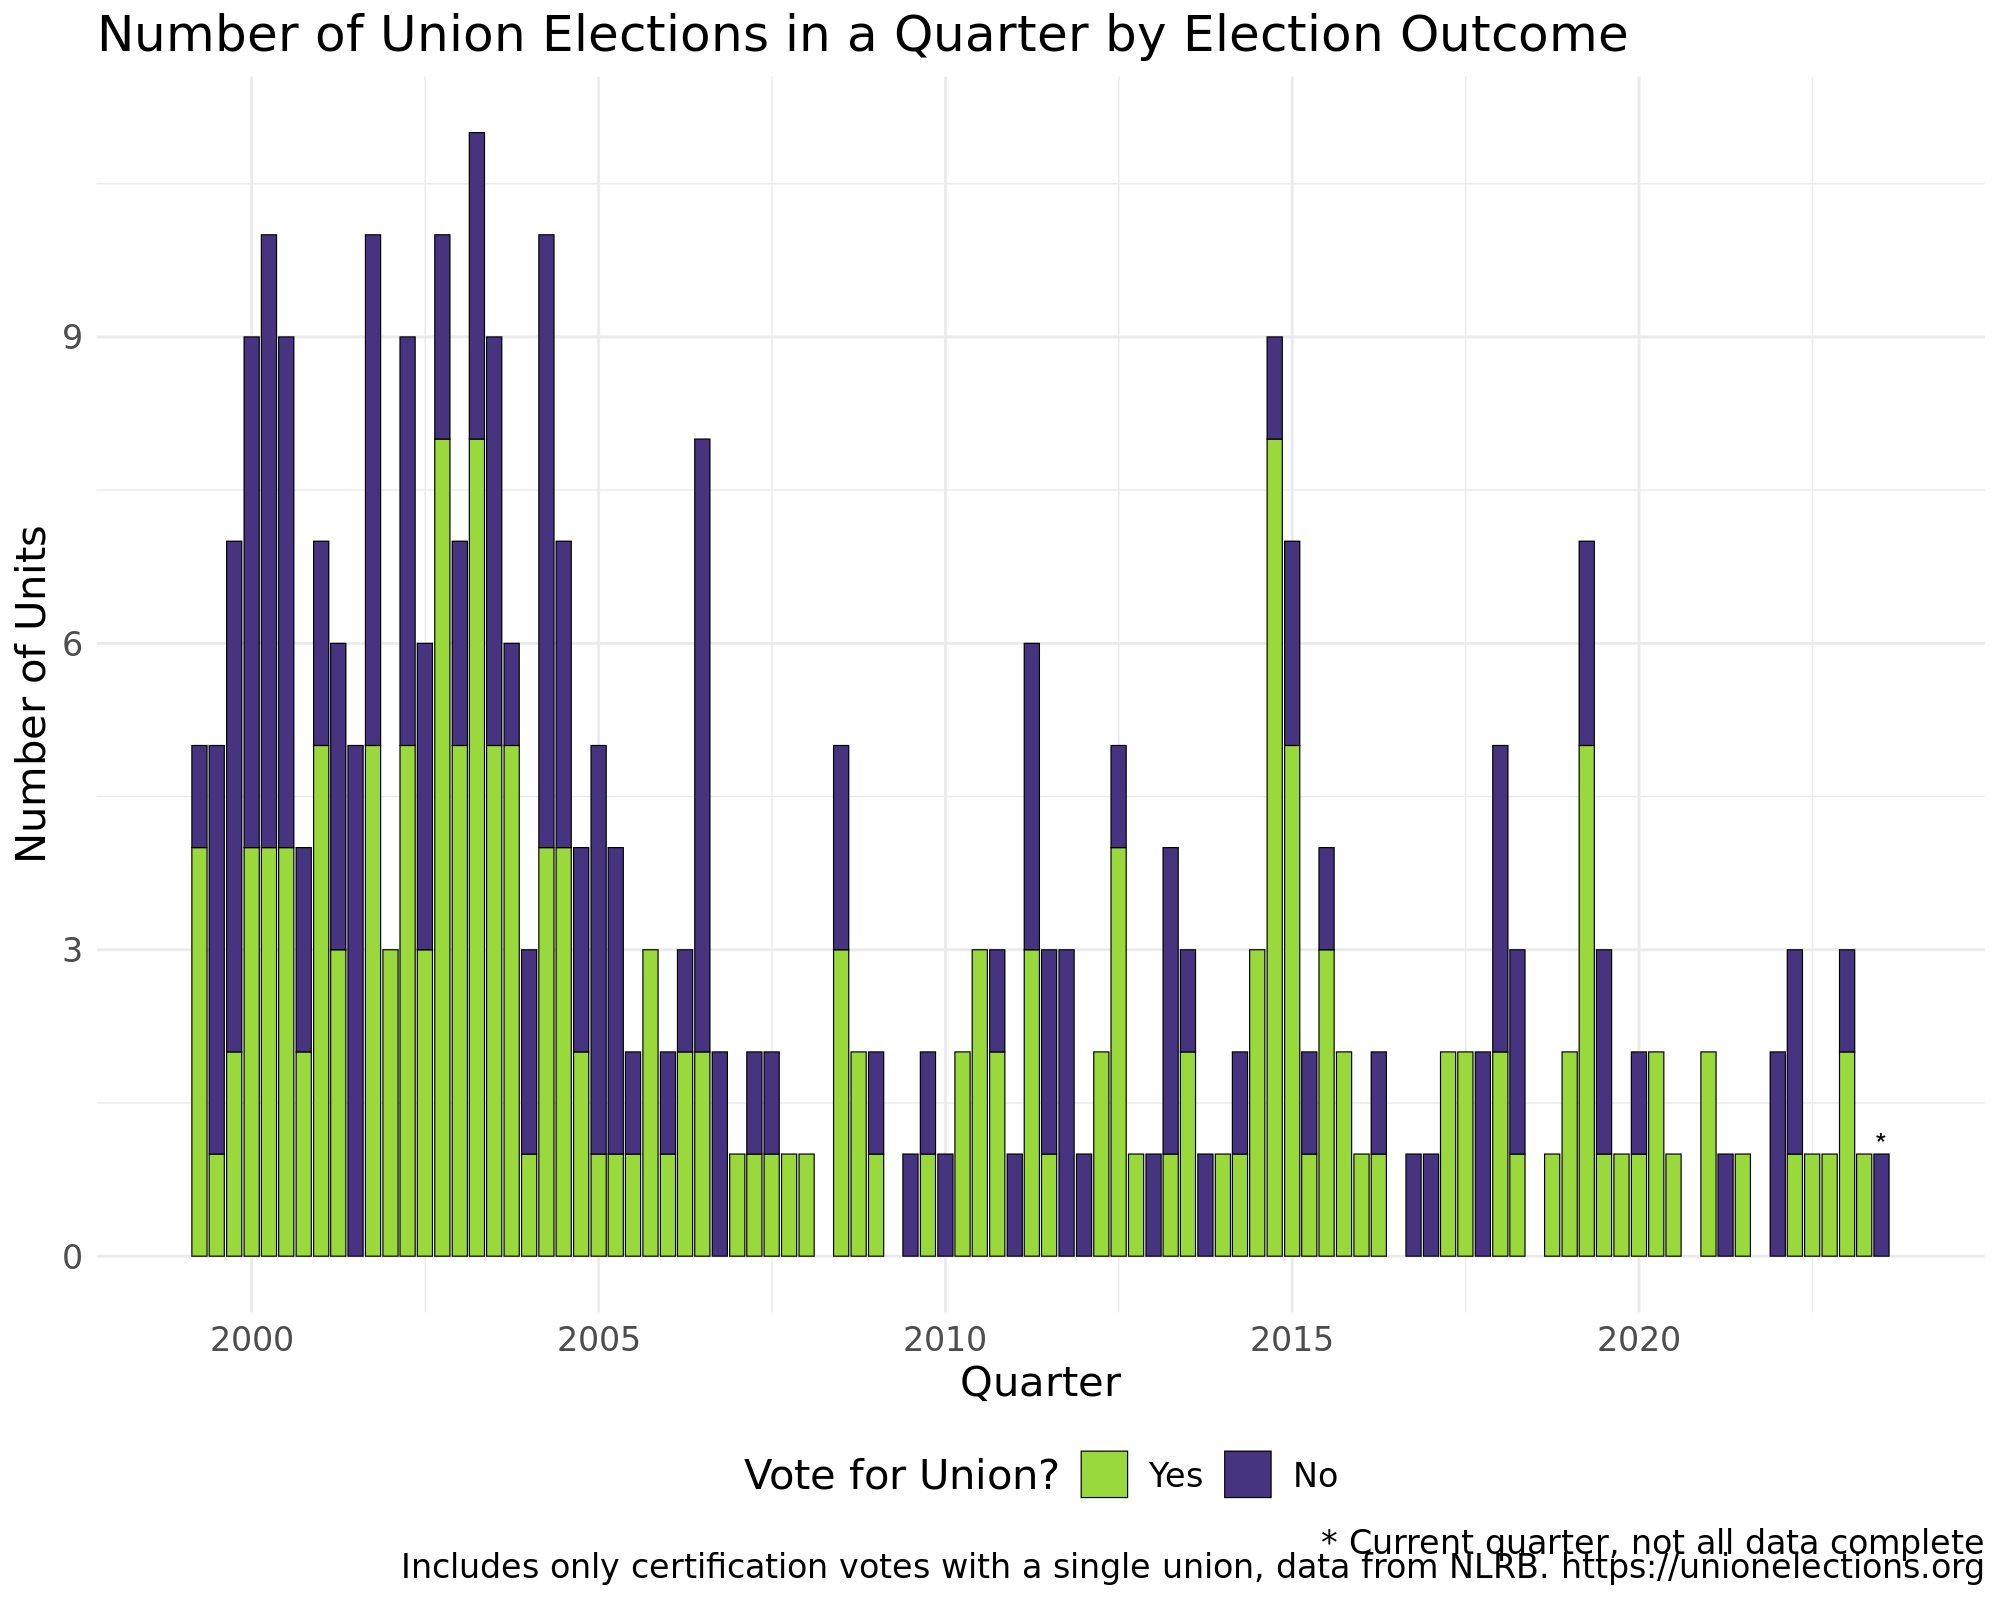 Number of Union Elections in a Quarter by Election Outcome
Number of Units
9
6
3
0
*
2000 2005 2010 2015 2020
Quarter
Vote for Union? Yes No
* Current quarter, not all data complete
Includes only certification votes with a single union, data from NLRB. https://unionelections.org